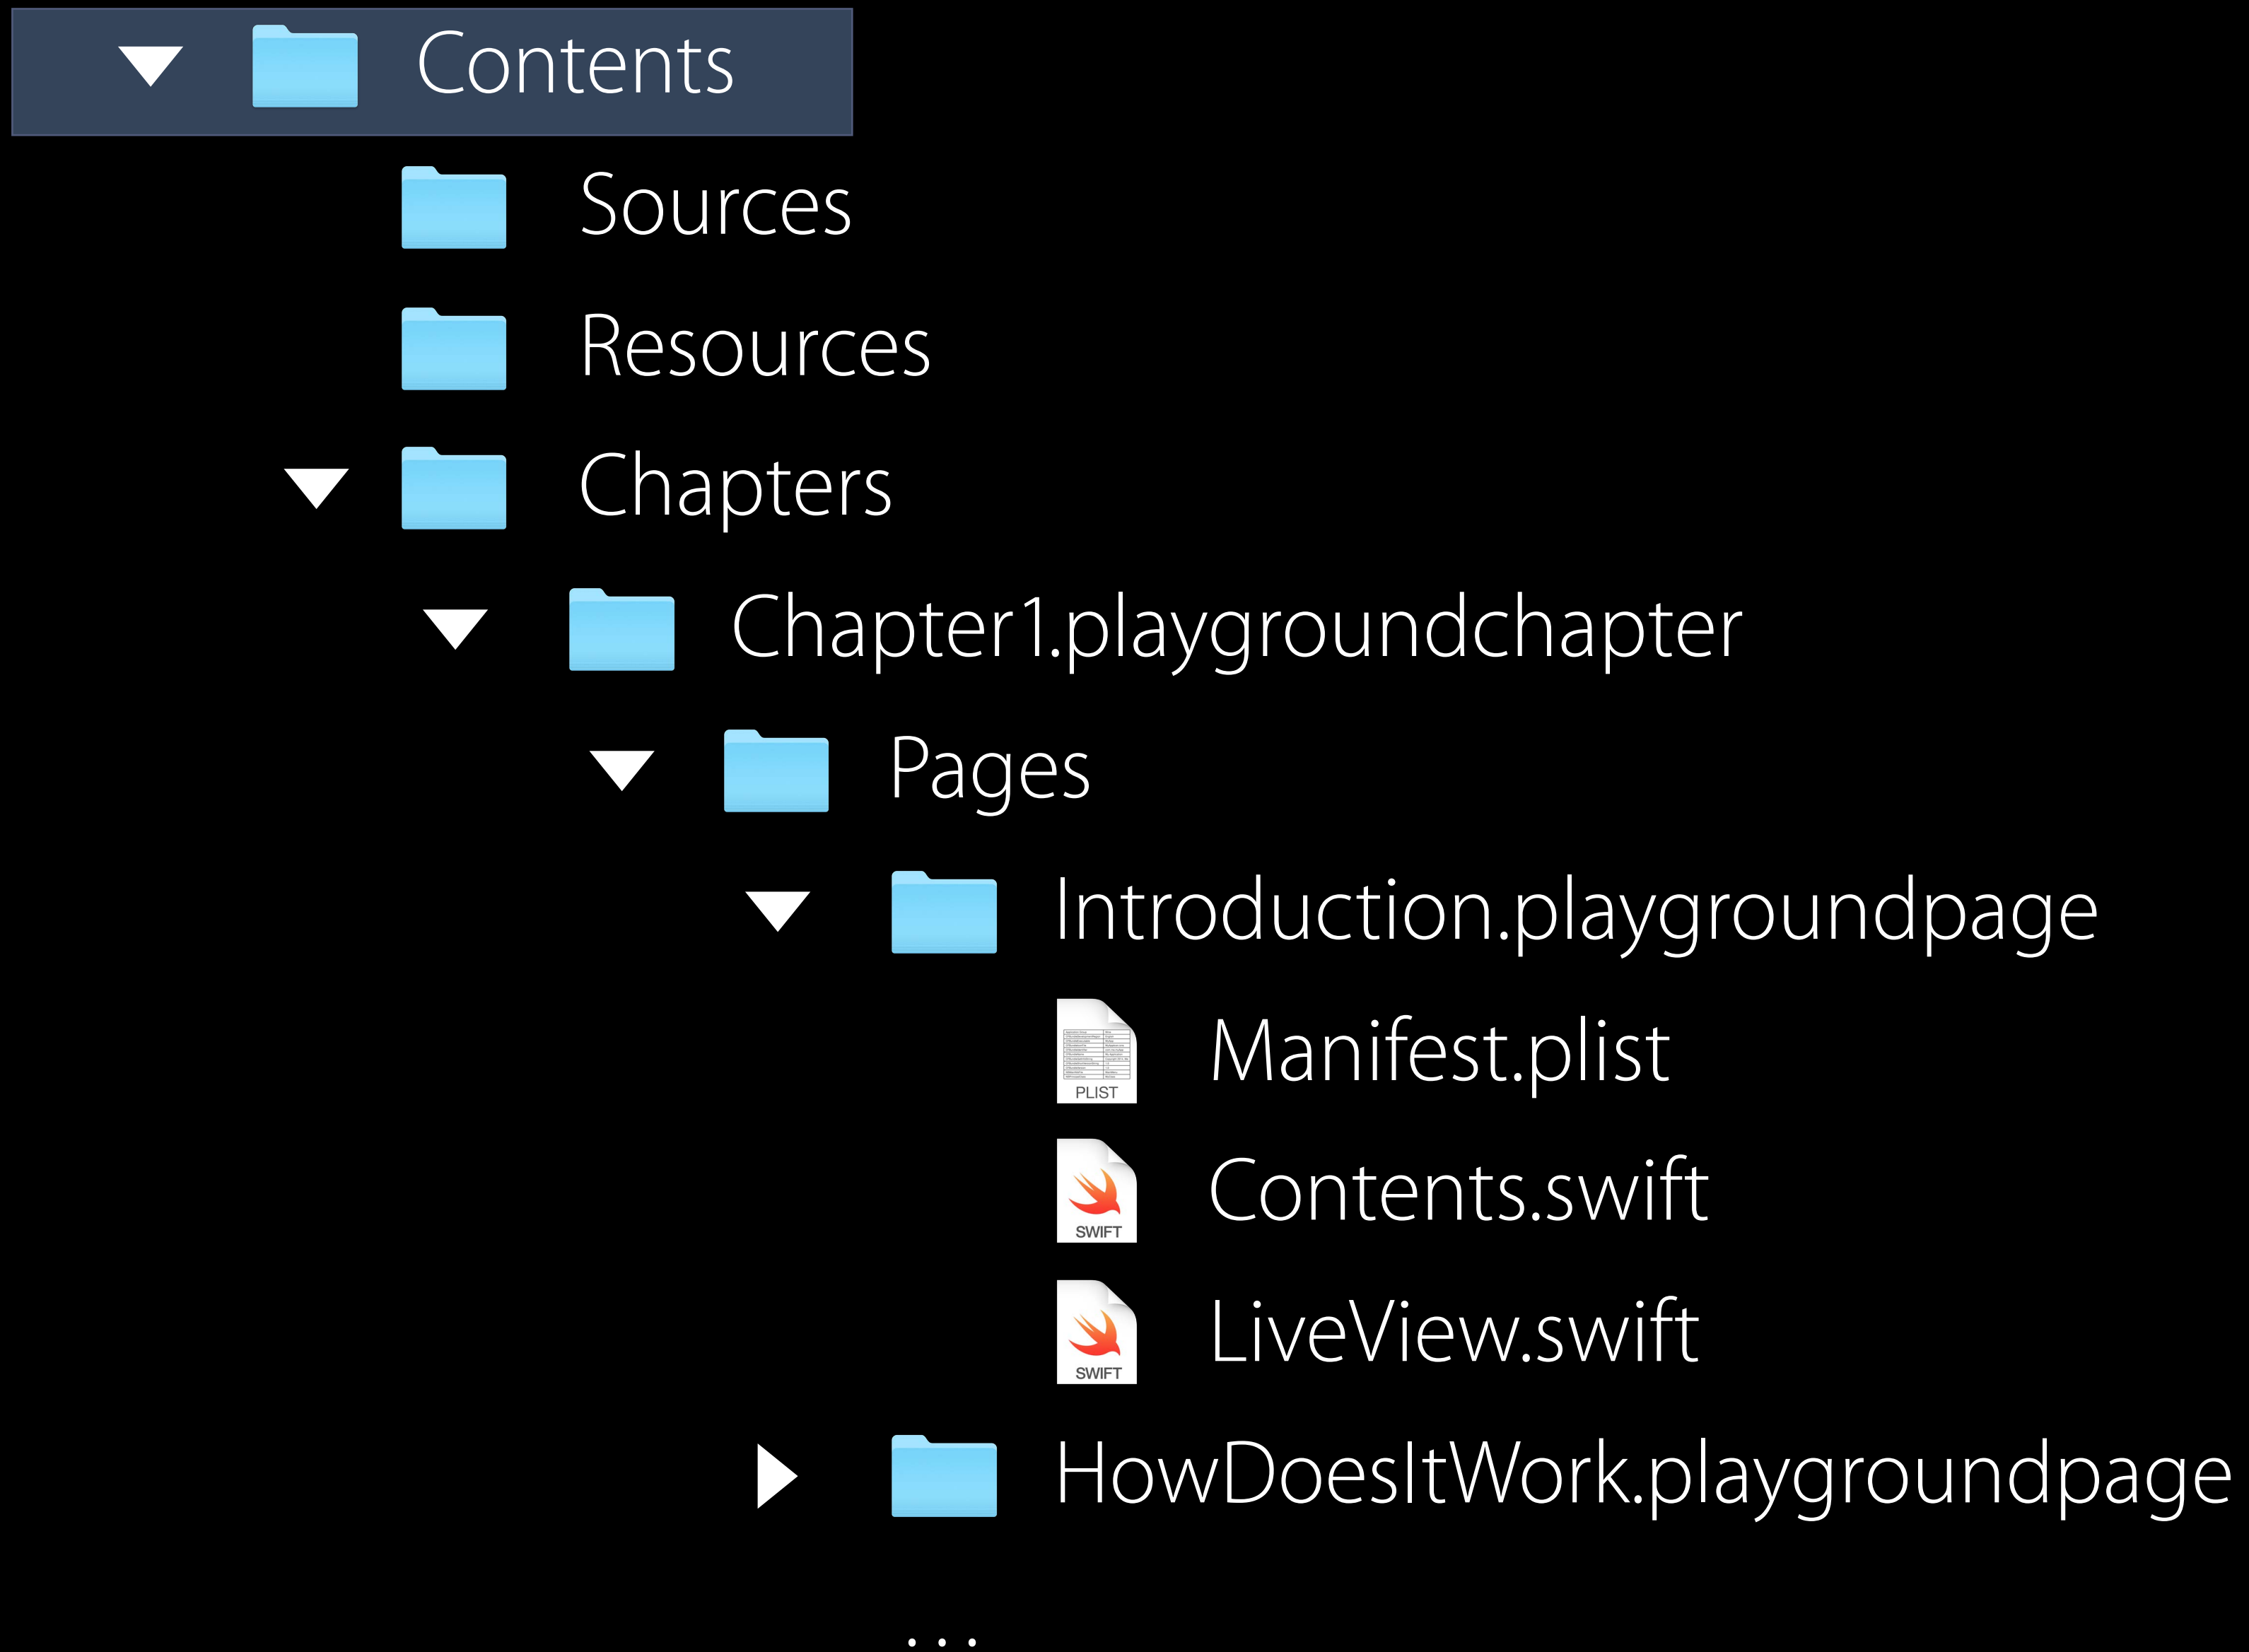 Contents
Sources
Resources
Chapters
Chapter1.playgroundchapter
Pages
Introduction.playgroundpage
Manifest.plist
PLIST
Contents.swift
SWIFT
LiveView.swift
SWIFT
HowDoesItWork.playgroundpage
...